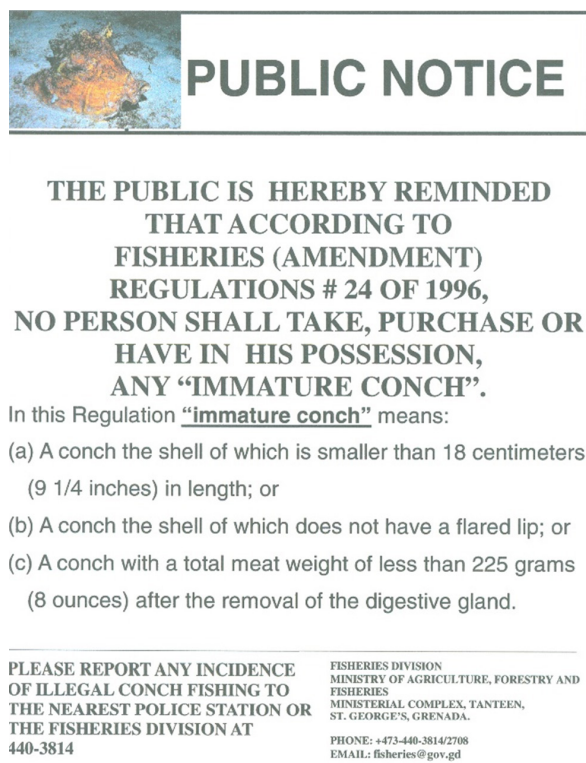 PUBLIC NOTICE
THE PUBLIC IS HEREBY REMINDED
THAT ACCORDING TO
FISHERIES (AMENDMENT)
REGULATIONS # 24 OF 1996,
NO PERSON SHALL TAKE, PURCHASE OR
HAVE IN HIS POSSESSION,
ANY “IMMATURE CONCH”.
In this Regulation “immature conch” means:
(a) A conch the shell of which is smaller than 18 centimeters
(9 1/4 inches) in length; or
(b) A conch the shell of which does not have a flared lip; or
(c) A conch with a total meat weight of less than 225 grams
(8 ounces) after the removal of the digestive gland.
PLEASE REPORT ANY INCIDENCE
OF ILLEGAL CONCH FISHING TO
THE NEAREST POLICE STATION OR
THE FISHERIES DIVISION AT
440-3814
FISHERIES DIVISION
MINISTRY OF AGRICULTURE, FORESTRY AND
FISHERIES
MINISTERIAL COMPLEX, TANTEEN,
ST. GEORGE'S, GRENADA.
PHONE: +473-440-3814/2708
EMAIL: fisheries@gov.gd